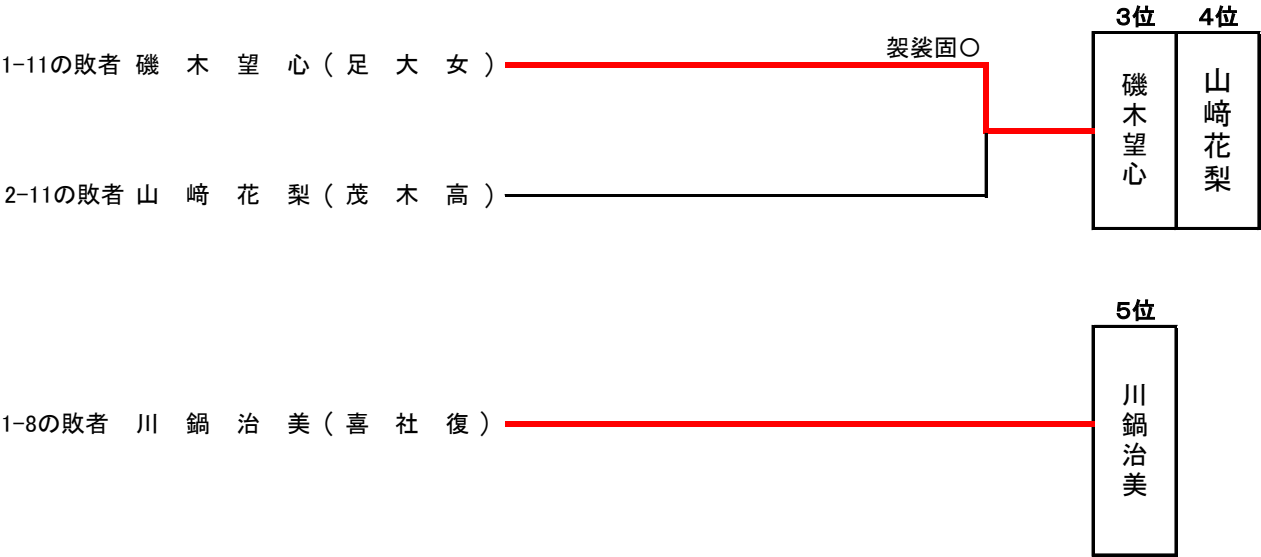 3位 4位
袈裟固〇
1-11の敗者 磯 木 望 心 ( 足 大 女 )
磯木望心
山﨑花梨
2-11の敗者 山 﨑 花 梨 ( 茂 木 高 )
5位
1-8の敗者 川 鍋 治 美 ( 喜 社 復 )
川鍋治美